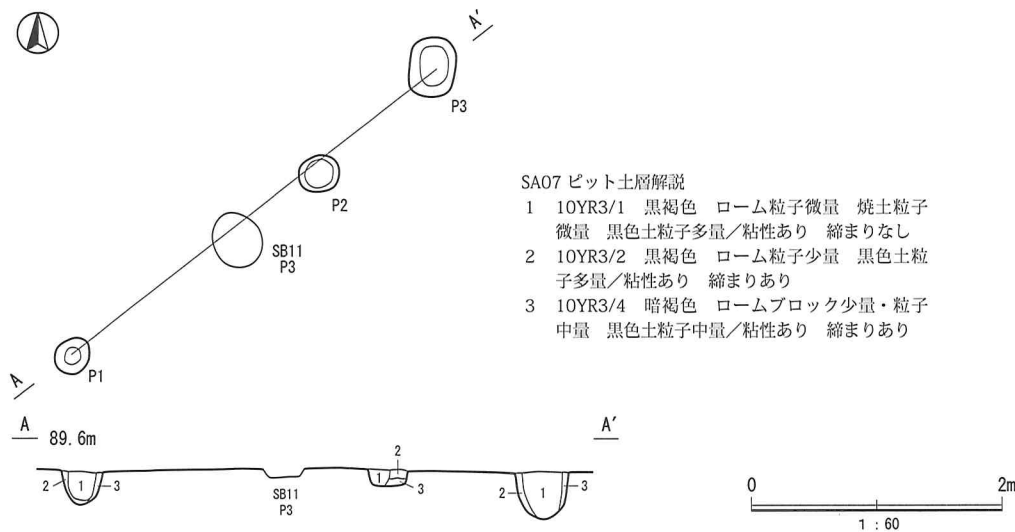 A′
P3
P2
SB11
P3
P1
A
SA07 ピット土層解説
1 10YR3/1 黒褐色 ローム粒子微量 焼土粒子
微量 黒色土粒子多量／粘性あり 締まりなし
2 10YR3/2 黒褐色 ローム粒子少量 黒色土粒
子多量／粘性あり 締まりあり
3 10YR3/4 暗褐色 ロームブロック少量・粒子
中量 黒色土粒子中量／粘性あり 締まりあり
A 89.6m A′
2 1 3
SB11
P3
1 2 3
2 1 3
0 2m
1：60